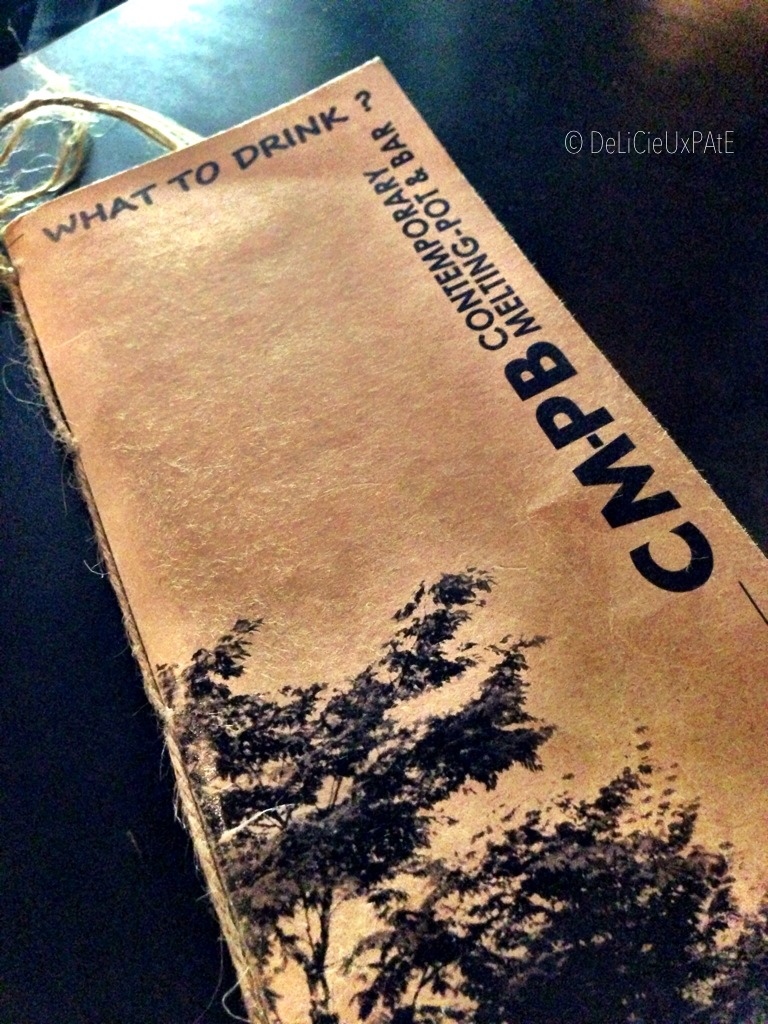 WHAT TO DRINK ?
© DeLiCieUxPAtE
CM-PB
CONTEMPORARY
MELTING-POT & BAR